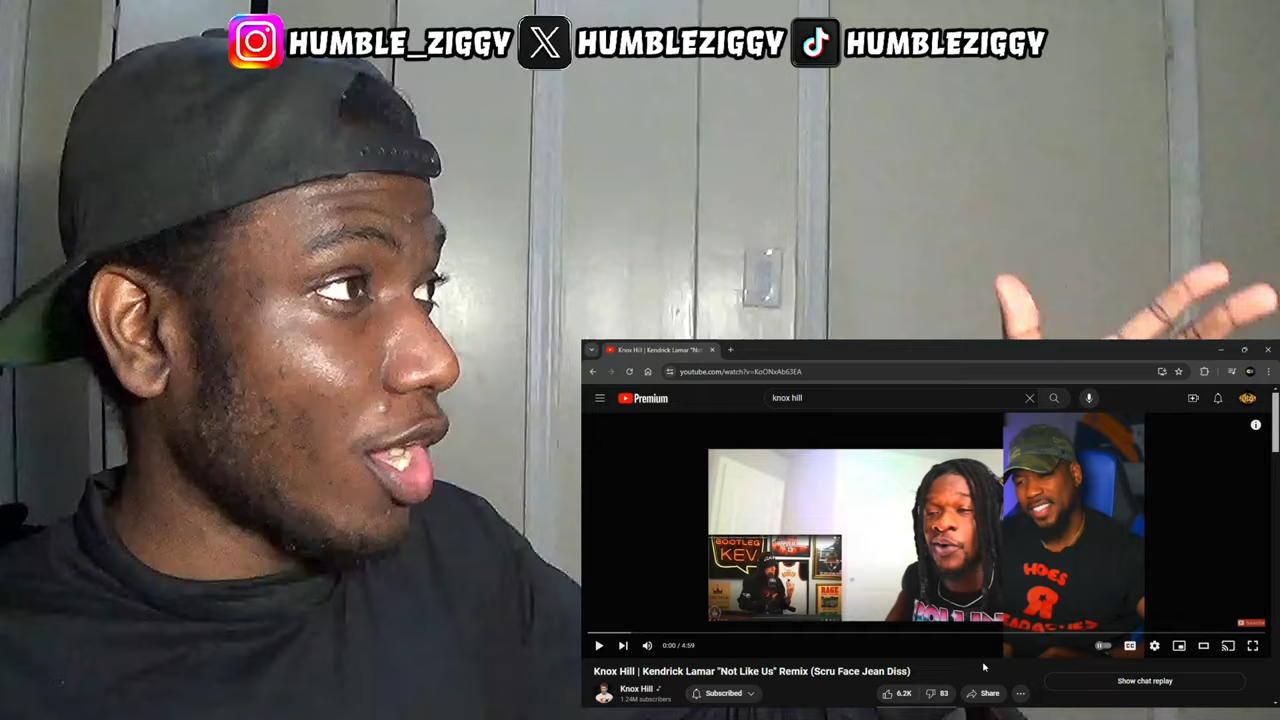 HUMBLE_ZIGGY
HUMBLEZIGGY
HUMBLEZIGGY
Knox Hill | Kendrick Lamar "Not
youtube.com/watch?v=KoONxAb63EA
Premium
knox hill
BOOTLEG
KEV
RAGE
HOES
R
0:00 / 4:59
Knox Hill | Kendrick Lamar "Not Like Us" Remix (Scru Face Jean Diss)
Knox Hill
1.24M subscribers
Subscribed
6.2K
83
Share
Show chat replay